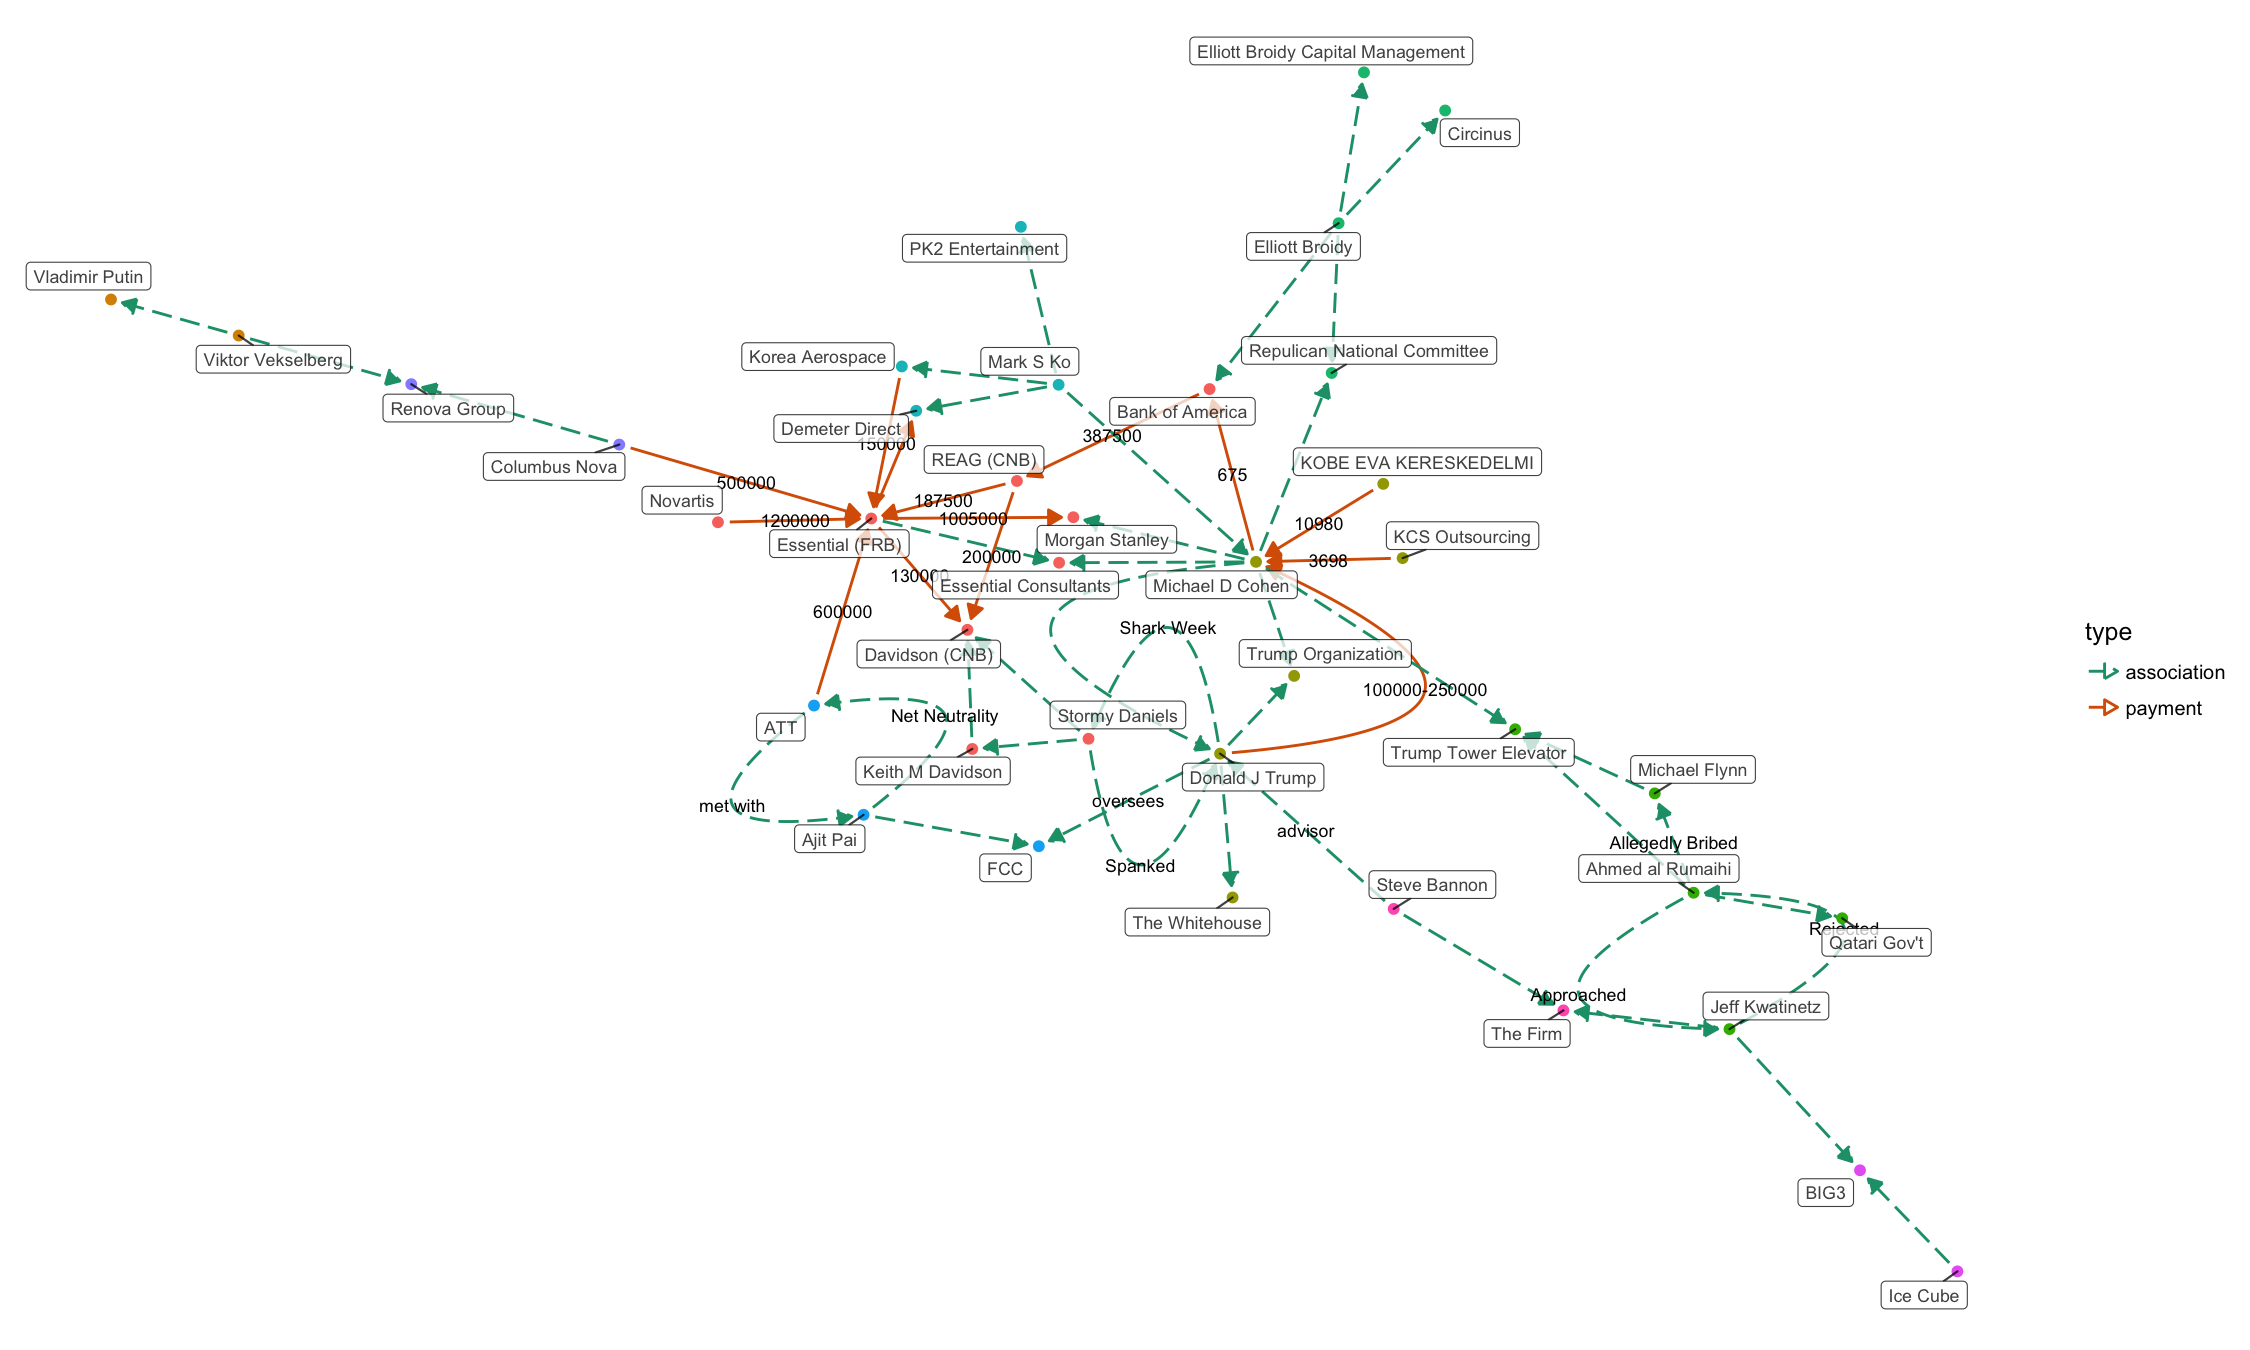 Elliott Broidy Capital Management
Circinus
PK2 Entertainment
Elliott Broidy
Vladimir Putin
Viktor Vekselberg
Korea Aerospace
Mark S Ko
Repulican National Committee
Renova Group
Demeter Direct
Bank of America
150000
387500
Columbus Nova
REAG (CNB)
675
KOBE EVA KERESKEDELMI
500000
Novartis
187500
1200000
1005000
10980
Essential (FRB)
Morgan Stanley
KCS Outsourcing
200000
3698
130000
Essential Consultants
Michael D Cohen
600000
Shark Week
type
Davidson (CNB)
Trump Organization
association
100000-250000
payment
ATT
Net Neutrality
Stormy Daniels
Keith M Davidson
Donald J Trump
Trump Tower Elevator
Michael Flynn
met with
oversees
Ajit Pai
advisor
Allegedly Bribed
FCC
Spanked
Ahmed al Rumaihi
Steve Bannon
The Whitehouse
Rejected
Qatari Gov't
Approached
Jeff Kwatinetz
The Firm
BIG3
Ice Cube